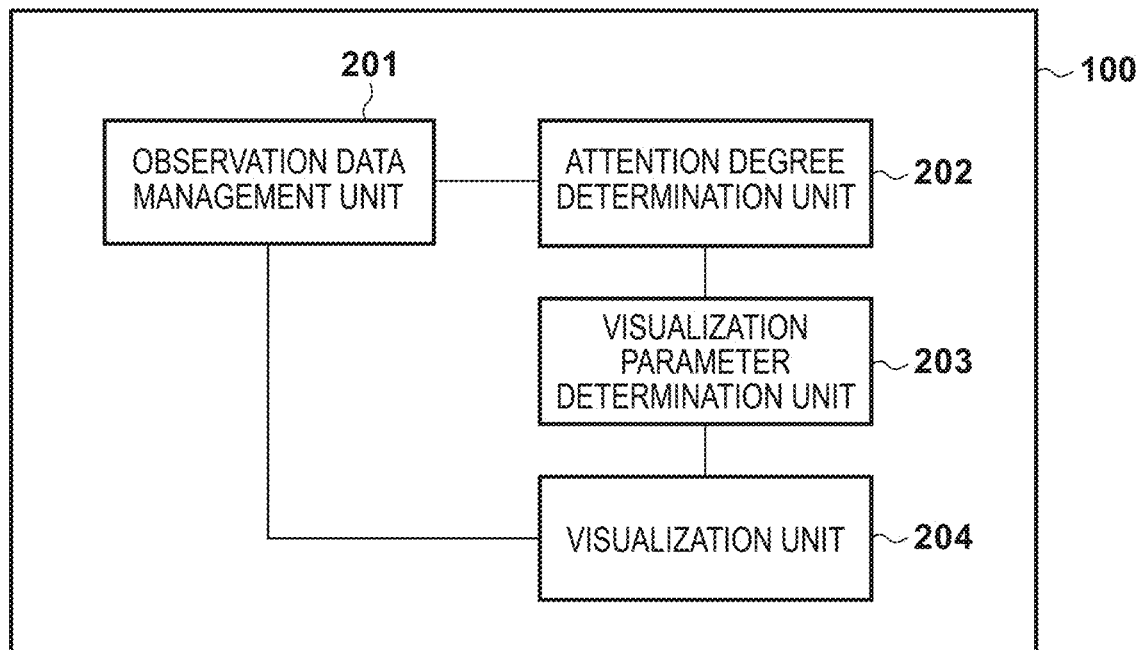 201
100
OBSERVATION DATA
MANAGEMENT UNIT
ATTENTION DEGREE
DETERMINATION UNIT
202
VISUALIZATION
PARAMETER
DETERMINATION UNIT
203
VISUALIZATION UNIT
204